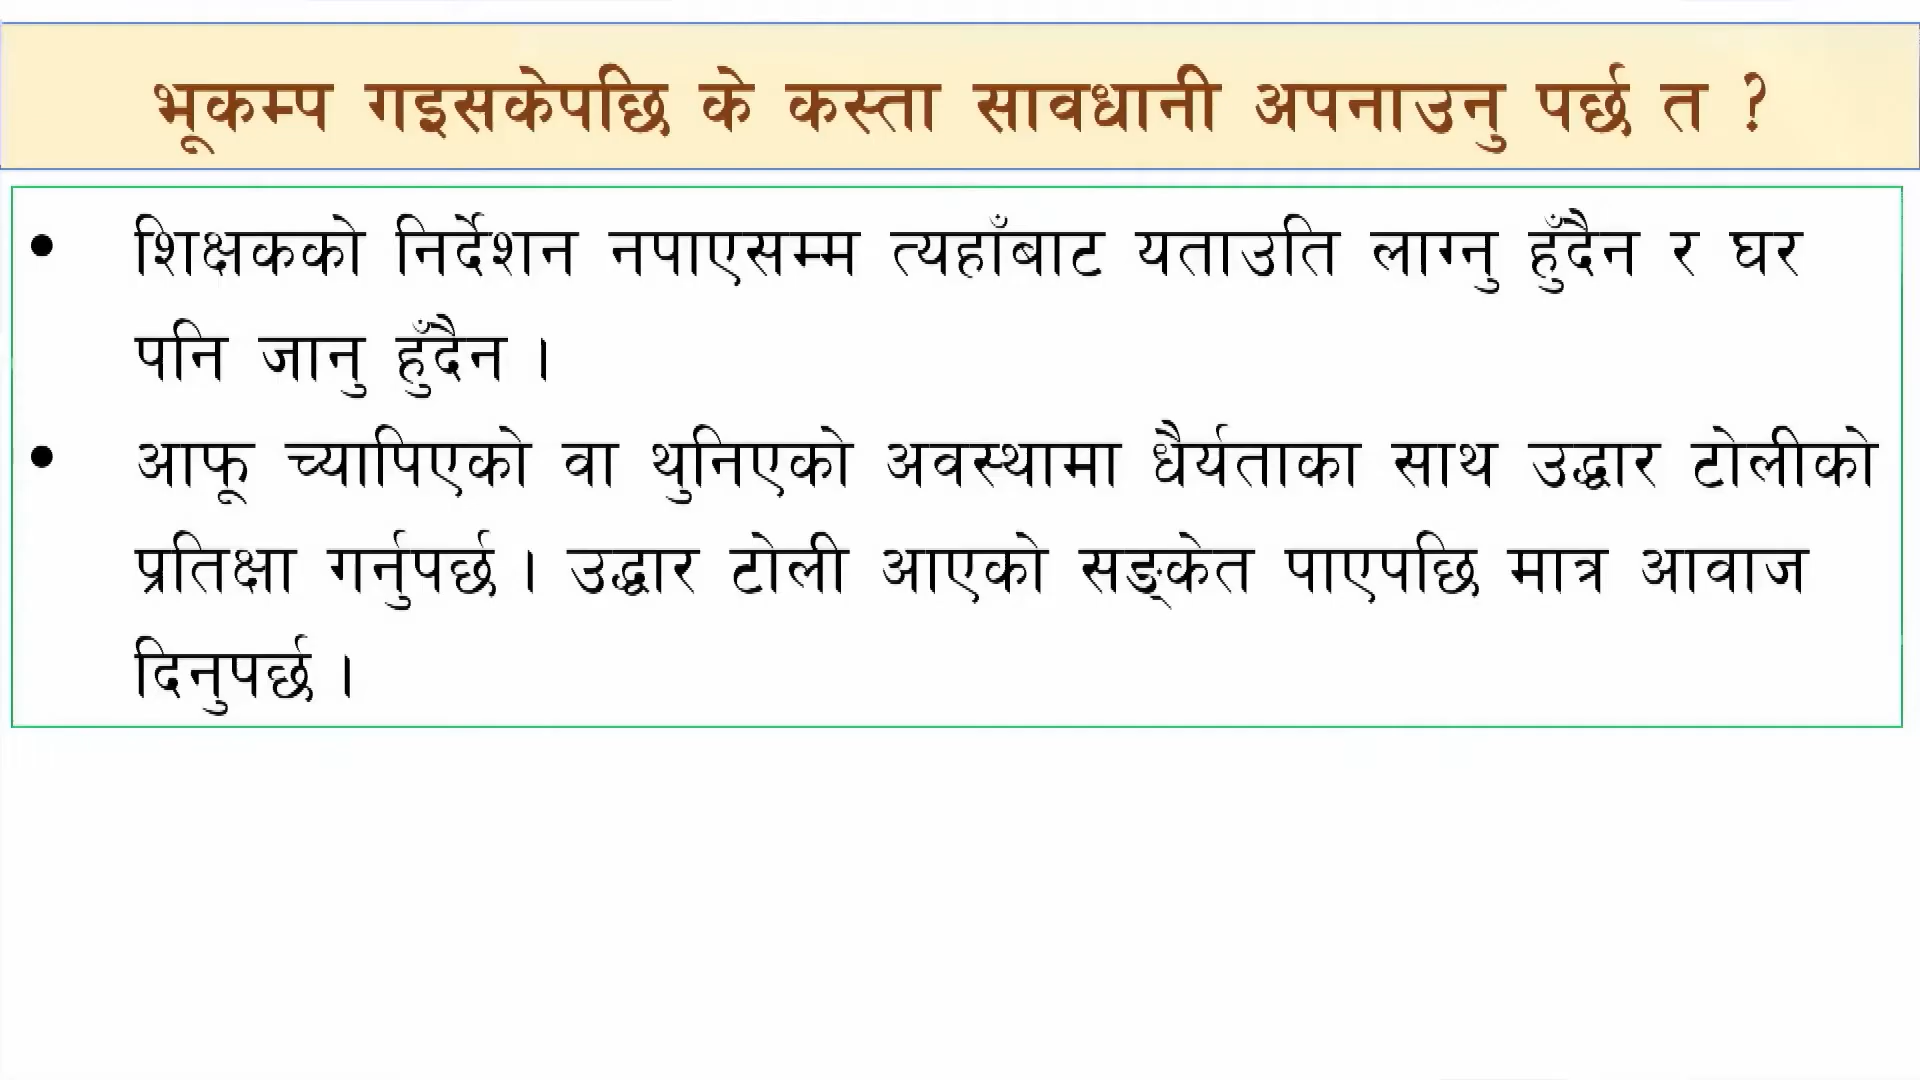 भूकम्प गइसकेपछि के कस्ता सावधानी अपनाउनु पर्छ त ?
• शिक्षकको निर्देशन नपाएसम्म त्यहाँबाट यताउति लाग्नु हुँदैन र घर
पनि जानु हुँदैन ।
• आफू च्यापिएको वा थुनिएको अवस्थामा धैर्यताका साथ उद्धार टोलीको
प्रतिक्षा गर्नुपर्छ । उद्धार टोली आएको सङ्केत पाएपछि मात्र आवाज
दिनुपर्छ ।